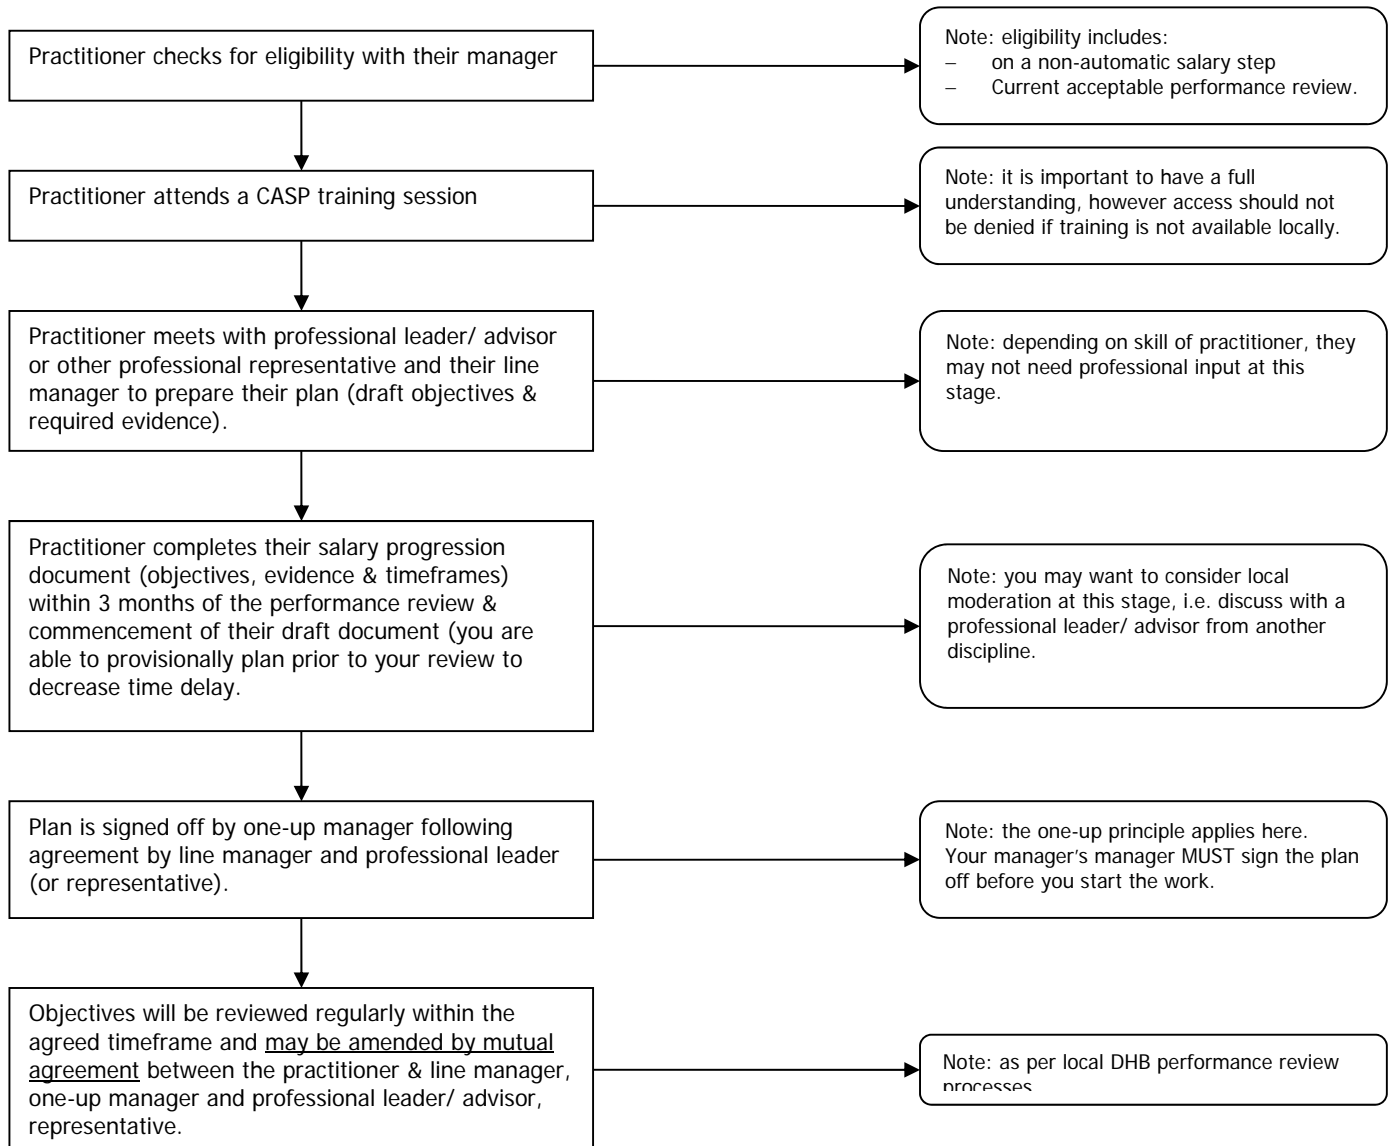 Practitioner checks for eligibility with their manager
Note: eligibility includes:
– on a non-automatic salary step
– Current acceptable performance review.
Practitioner attends a CASP training session
Note: it is important to have a full
understanding, however access should not
be denied if training is not available locally.
Practitioner meets with professional leader/ advisor
or other professional representative and their line
manager to prepare their plan (draft objectives &
required evidence).
Note: depending on skill of practitioner, they
may not need professional input at this
stage.
Practitioner completes their salary progression
document (objectives, evidence & timeframes)
within 3 months of the performance review &
commencement of their draft document (you are
able to provisionally plan prior to your review to
decrease time delay.
Note: you may want to consider local
moderation at this stage, i.e. discuss with a
professional leader/ advisor from another
discipline.
Plan is signed off by one-up manager following
agreement by line manager and professional leader
(or representative).
Note: the one-up principle applies here.
Your manager's manager MUST sign the plan
off before you start the work.
Objectives will be reviewed regularly within the
agreed timeframe and may be amended by mutual
agreement between the practitioner & line manager,
one-up manager and professional leader/ advisor,
representative.
Note: as per local DHB performance review
processes